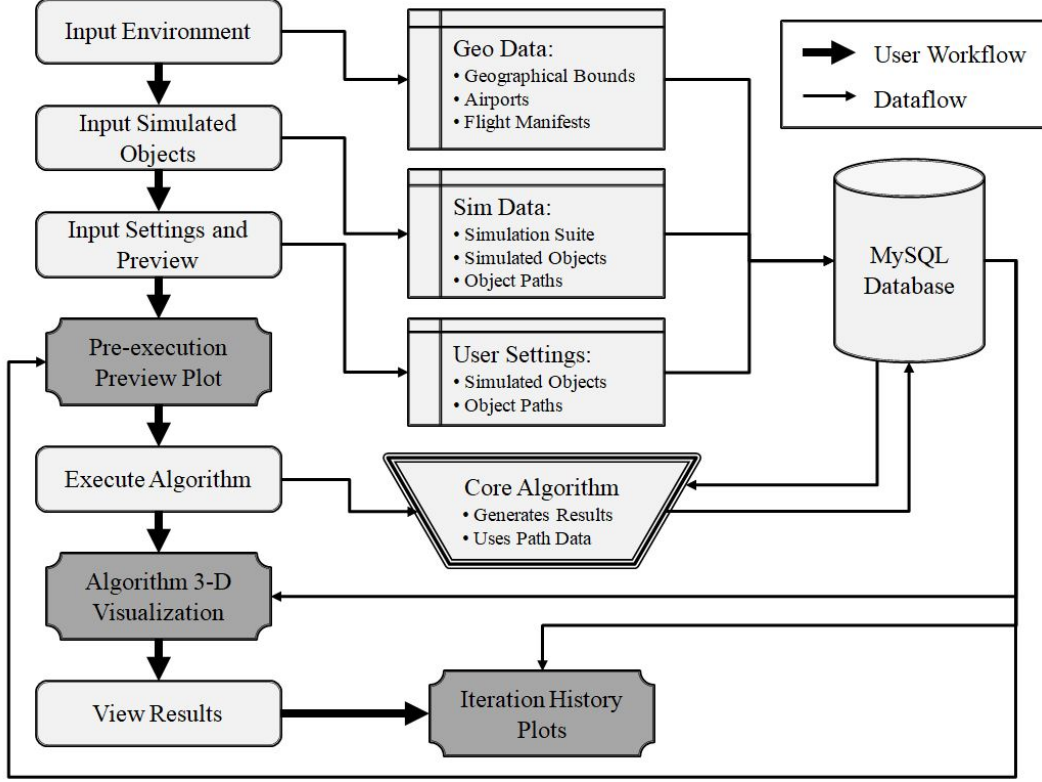 Input Environment
Input Simulated
Objects
Input Settings and
Preview
Pre-execution
Preview Plot
Execute Algorithm
Algorithm 3-D
Visualization
View Results
Geo Data:
• Geographical Bounds
• Airports
• Flight Manifests
Sim Data:
• Simulation Suite
• Simulated Objects
• Object Paths
User Settings:
• Simulated Objects
• Object Paths
Core Algorithm
• Generates Results
• Uses Path Data
Iteration History
Plots
User Workflow
Dataflow
MySQL
Database